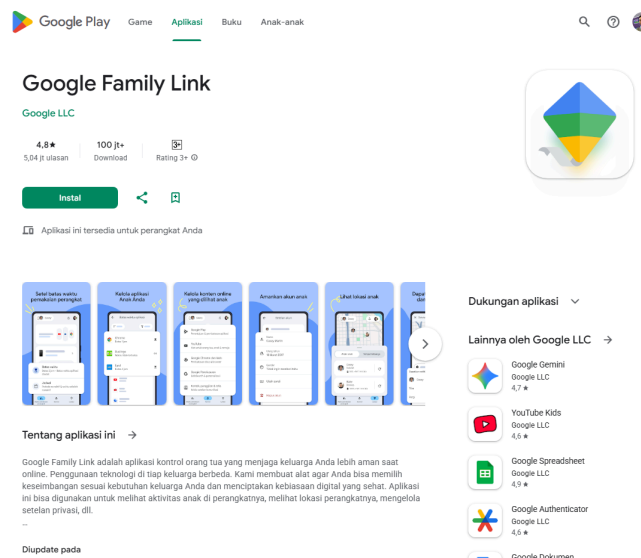 Google Play
Game
Aplikasi
Buku
Anak-anak
Google Family Link
Google LLC
4,8★
5,04 jt ulasan
100 jt+
Download
3+
Rating 3+
Instal
Aplikasi ini tersedia untuk perangkat Anda
Setel batas waktu
pemakaian perangkat
Kelola aplikasi
Anak Anda
Kelola konten online
yang dilihat anak
Amankan akun anak
Lihat lokasi anak
Tentang aplikasi ini
Google Family Link adalah aplikasi kontrol orang tua yang menjaga keluarga Anda lebih aman saat
online. Penggunaan teknologi di tiap keluarga berbeda. Kami membuat alat agar Anda bisa memilih
keseimbangan sesuai kebutuhan keluarga Anda dan menciptakan kebiasaan digital yang sehat. Aplikasi
ini bisa digunakan untuk melihat aktivitas anak di perangkatnya, melihat lokasi perangkatnya, mengelola
setelan privasi, dll.
...
Diupdate pada
Dukungan aplikasi
Lainnya oleh Google LLC
Google Gemini
Google LLC
4,7★
YouTube Kids
Google LLC
4,6★
Google Spreadsheet
Google LLC
4,9★
Google Authenticator
Google LLC
4,6★
Google Dokumen